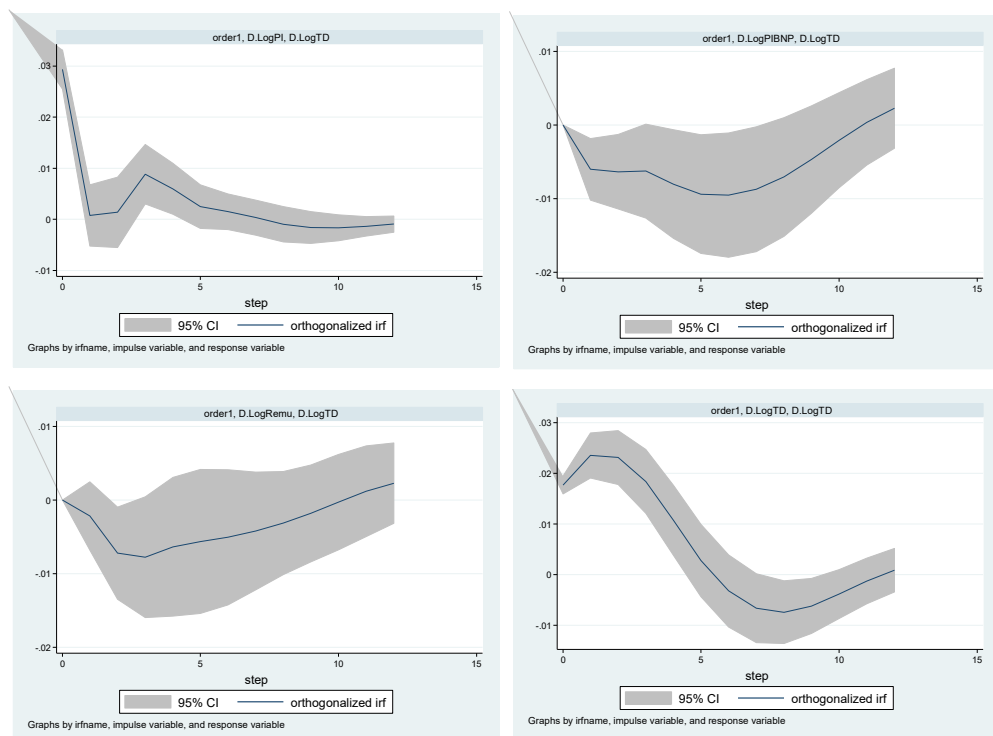 order1, D.LogPI, D.LogTD
.03
.02
.01
0
-.01
0 5 10 15
step
95% CI orthogonalized irf
Graphs by irfname, impulse variable, and response variable
order1, D.LogPIBNP, D.LogTD
.01
0
-.01
-.02
0 5 10 15
step
95% CI orthogonalized irf
Graphs by irfname, impulse variable, and response variable
order1, D.LogRemu, D.LogTD
.01
0
-.01
-.02
0 5 10 15
step
95% CI orthogonalized irf
Graphs by irfname, impulse variable, and response variable
order1, D.LogTD, D.LogTD
.03
.02
.01
0
-.01
0 5 10 15
step
95% CI orthogonalized irf
Graphs by irfname, impulse variable, and response variable